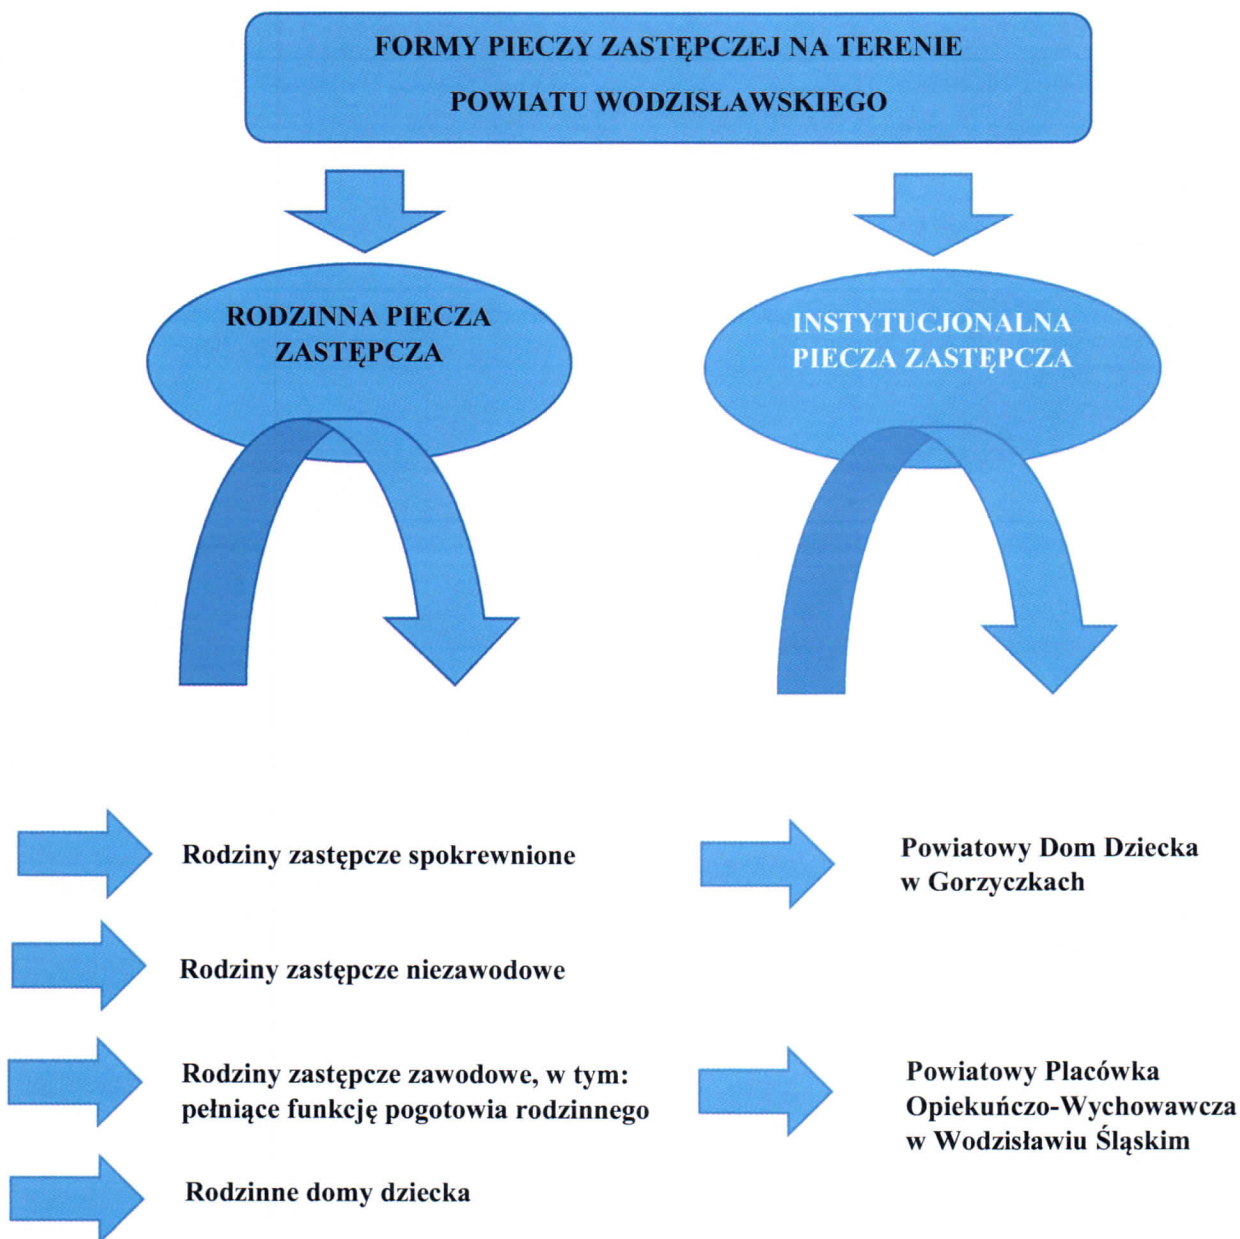 FORMY PIECZY ZASTĘPCZEJ NA TERENIE
POWIATU WODZISŁAWSKIEGO
RODZINNA PIECZA
ZASTĘPCZA
INSTYTUCJONALNA
PIECZA ZASTĘPCZA
Rodziny zastępcze spokrewnione
Rodziny zastępcze niezawodowe
Rodziny zastępcze zawodowe, w tym:
pełniące funkcję pogotowia rodzinnego
Rodzinne domy dziecka
Powiatowy Dom Dziecka
w Gorzyczkach
Powiatowy Placówka
Opiekuńczo-Wychowawcza
w Wodzisławiu Śląskim